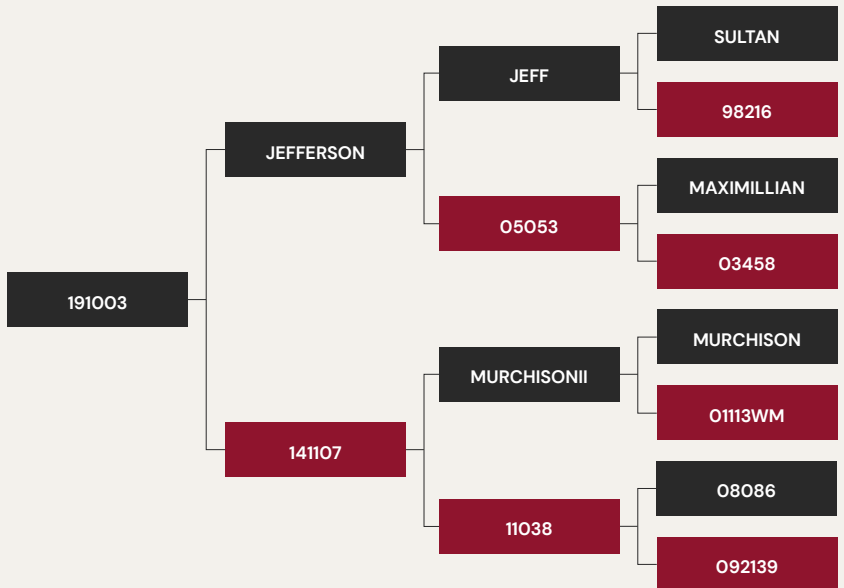 SULTAN
JEFF
98216
JEFFERSON
MAXIMILLIAN
05053
03458
191003
MURCHISON
MURCHISONII
01113WM
141107
08086
11038
092139